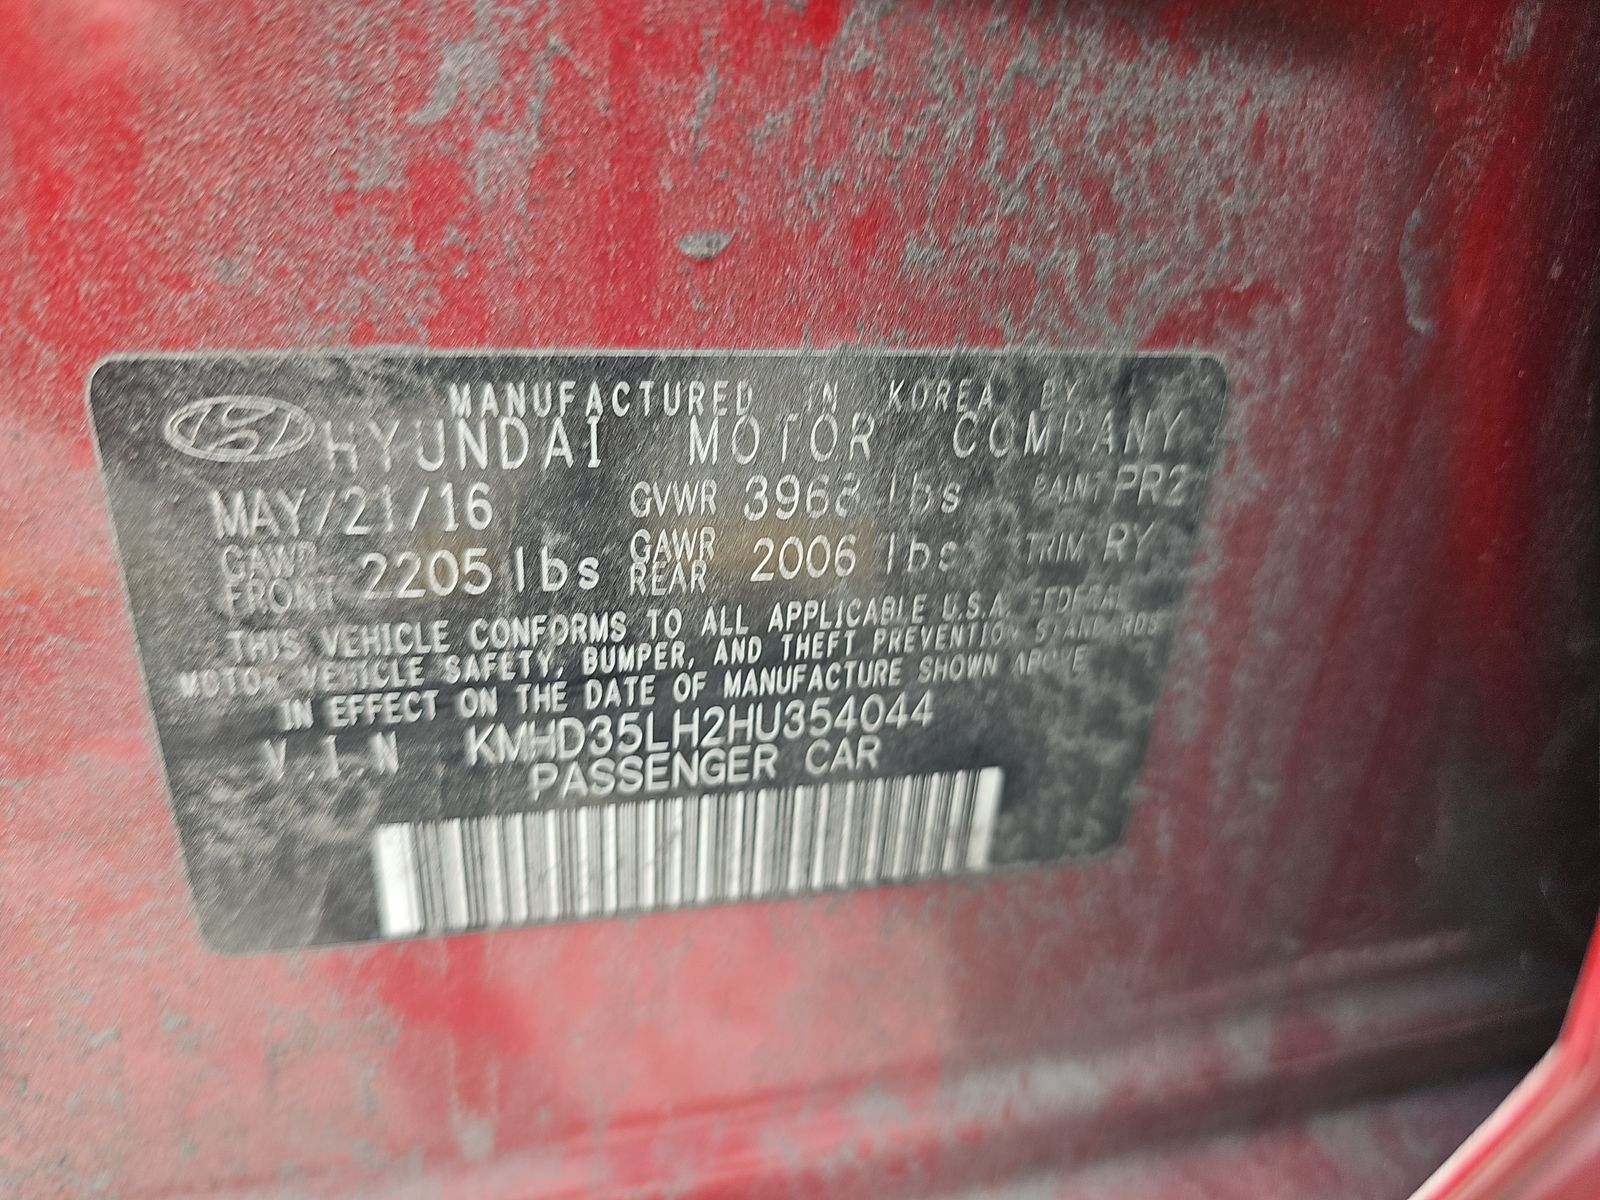 MANUFACTURED IN KOREA BY
HYUNDAI MOTOR COMPANY
MAY/21/16 GVWR 3968 lbs PAINT PR2
GAWR FRONT 2205 lbs GAWR REAR 2006 lbs TRIM RY
THIS VEHICLE CONFORMS TO ALL APPLICABLE U.S.A. FEDERAL
MOTOR VEHICLE SAFETY, BUMPER, AND THEFT PREVENTION STANDARDS
IN EFFECT ON THE DATE OF MANUFACTURE SHOWN ABOVE
V.I.N KMHD35LH2HU354044
PASSENGER CAR